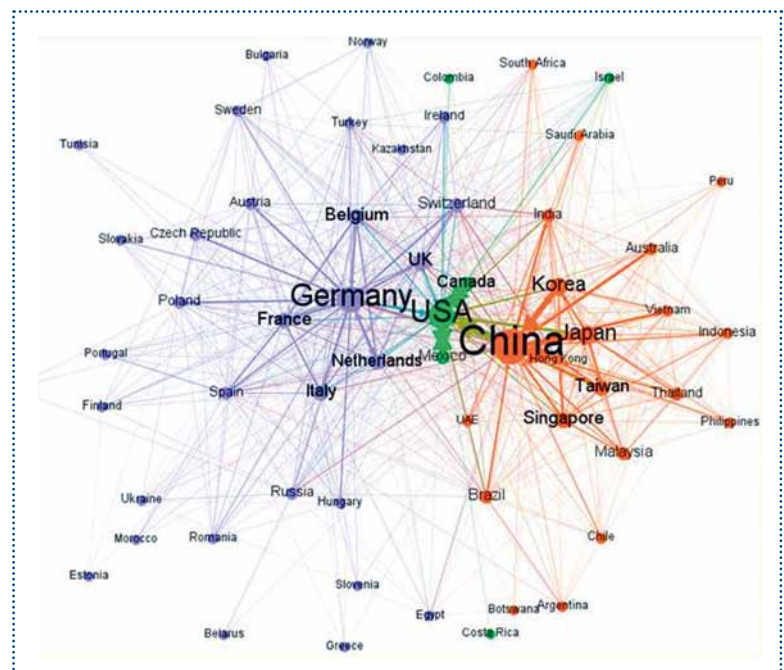 Norway
Bulgaria
South Africa
Colombia
Israel
Sweden
Ireland
Turkey
Saudi Arabia
Tunisia
Kazakhstan
Peru
Austria
Switzerland
Belgium
India
Czech Republic
Slovakia
Australia
UK
Canada
Korea
Germany
Poland
USA
Vietnam
France
Japan
Indonesia
China
Portugal
Netherlands
Mexico
Hong Kong
Spain
Italy
Taiwan
Thailand
Finland
UAE
Singapore
Philippines
Malaysia
Russia
Brazil
Ukraine
Hungary
Morocco
Romania
Chile
Estonia
Slovenia
Egypt
Botswana
Argentina
Belarus
Costa Rica
Greece